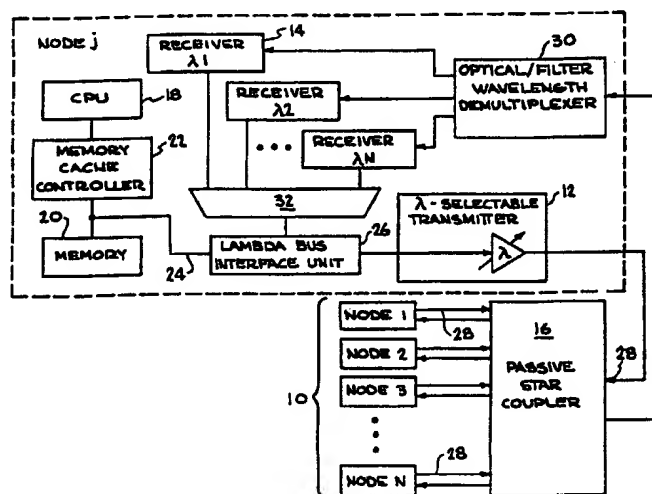 NODE j
RECEIVER
λ1
14
30
OPTICAL/FILTER
WAVELENGTH
DEMULTIPLEXER
CPU
18
RECEIVER
λ2
MEMORY
CACHE
CONTROLLER
22
RECEIVER
λN
32
λ-SELECTABLE
TRANSMITTER
12
λ
20
MEMORY
24
LAMBDA BUS
INTERFACE UNIT
26
10
NODE 1
28
NODE 2
NODE 3
28
NODE N
16
PASSIVE
STAR
COUPLER
28